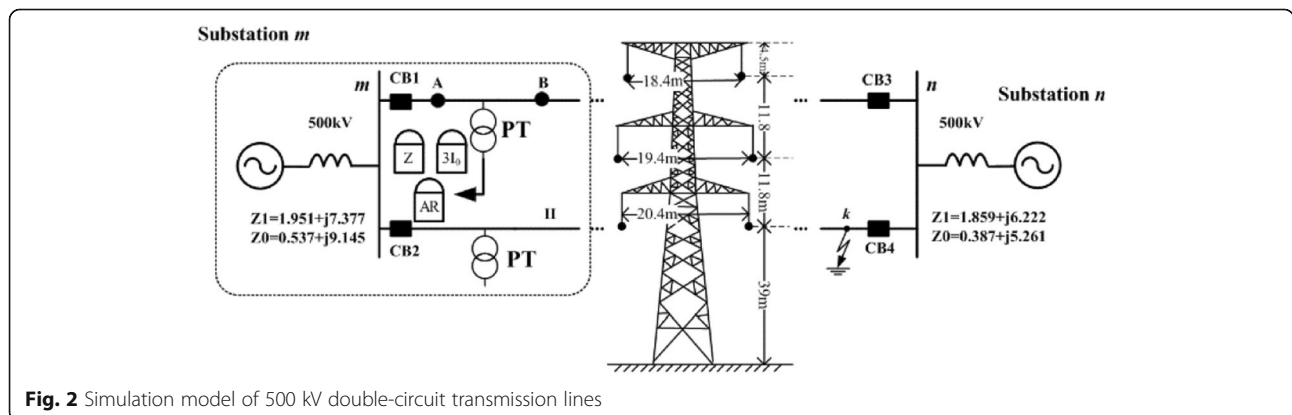 Substation m
m
CB1
A
B
500kV
PT
Z
3I₀
AR
Z1=1.951+j7.377
Z0=0.537+j9.145
CB2
II
PT
4.5m
18.4m
11.8
19.4m
11.8m
20.4m
39m
CB3
n
Substation n
500kV
k
CB4
Z1=1.859+j6.222
Z0=0.387+j5.261
Fig. 2 Simulation model of 500 kV double-circuit transmission lines